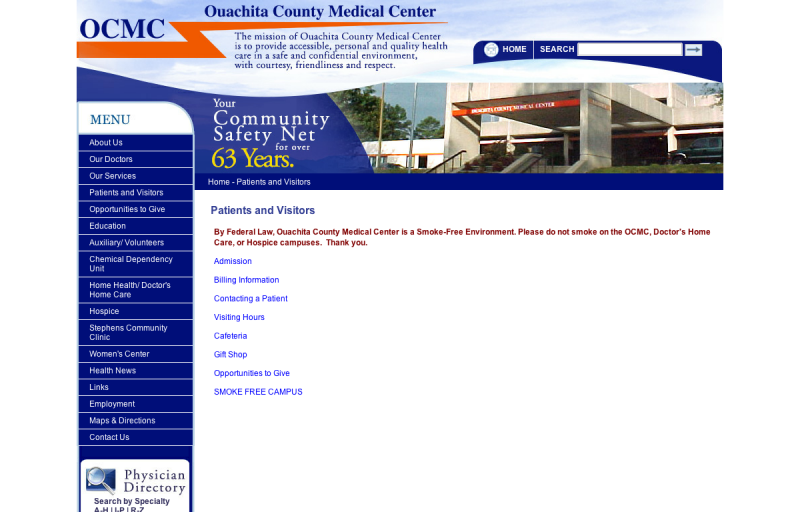 Ouachita County Medical Center
OCMC
The mission of Ouachita County Medical Center
is to provide accessible, personal and quality health
care in a safe and confidential environment,
with courtesy, friendliness and respect.
HOME
SEARCH
MENU
About Us
Our Doctors
Our Services
Patients and Visitors
Opportunities to Give
Education
Auxiliary/ Volunteers
Chemical Dependency
Unit
Home Health/ Doctor's
Home Care
Hospice
Stephens Community
Clinic
Women's Center
Health News
Links
Employment
Maps & Directions
Contact Us
Physician
Directory
Search by Specialty
A-H | I-P | R-Z
Your
Community
Safety Net
for over
63 Years.
OUACHITA COUNTY MEDICAL CENTER
Home - Patients and Visitors
Patients and Visitors
By Federal Law, Ouachita County Medical Center is a Smoke-Free Environment. Please do not smoke on the OCMC, Doctor's Home
Care, or Hospice campuses. Thank you.
Admission
Billing Information
Contacting a Patient
Visiting Hours
Cafeteria
Gift Shop
Opportunities to Give
SMOKE FREE CAMPUS